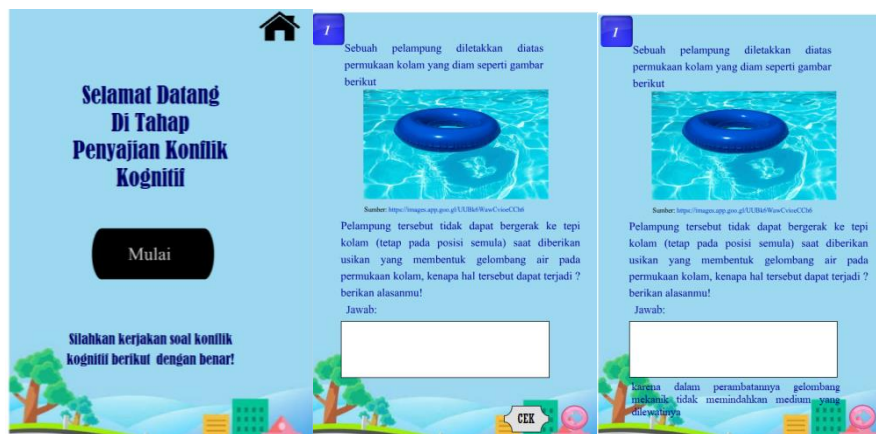 Selamat Datang
Di Tahap
Penyajian Konflik
Kognitif
Mulai
Silahkan kerjakan soal konflik
kognitif berikut dengan benar!
1
Sebuah pelampung diletakkan diatas
permukaan kolam yang diam seperti gambar
berikut
Sumber:
Pelampung tersebut tidak dapat bergerak ke tepi
kolam (tetap pada posisi semula) saat diberikan
usikan yang membentuk gelombang air pada
permukaan kolam, kenapa hal tersebut dapat terjadi ?
berikan alasanmu!
Jawab:
CEK
1
Sebuah pelampung diletakkan diatas
permukaan kolam yang diam seperti gambar
berikut
Sumber:
Pelampung tersebut tidak dapat bergerak ke tepi
kolam (tetap pada posisi semula) saat diberikan
usikan yang membentuk gelombang air pada
permukaan kolam, kenapa hal tersebut dapat terjadi ?
berikan alasanmu!
Jawab:
karena dalam perambatannya gelombang
mekanik tidak memindahkan medium yang
dilewatinya